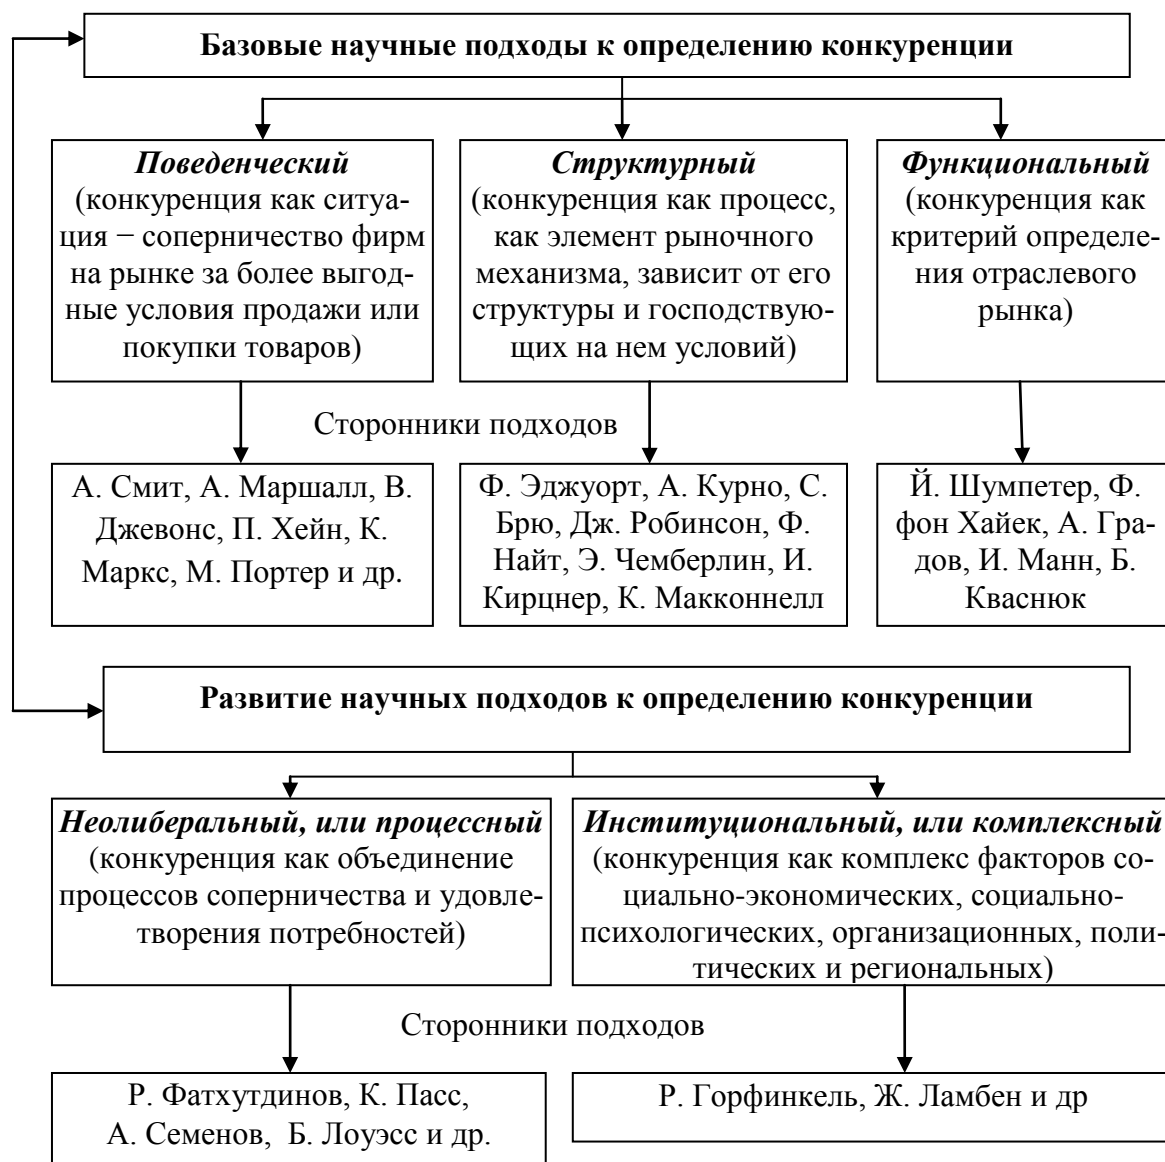 Базовые научные подходы к определению конкуренции
Поведенческий
(конкуренция как ситуа-
ция − соперничество фирм
на рынке за более выгод-
ные условия продажи или
покупки товаров)
Структурный
(конкуренция как процесс,
как элемент рыночного
механизма, зависит от его
структуры и господствую-
щих на нем условий)
Функциональный
(конкуренция как
критерий определе-
ния отраслевого
рынка)
Сторонники подходов
А. Смит, А. Маршалл, В.
Джевонс, П. Хейн, К.
Маркс, М. Портер и др.
Ф. Эджуорт, А. Курно, С.
Брю, Дж. Робинсон, Ф.
Найт, Э. Чемберлин, И.
Кирцнер, К. Макконнелл
Й. Шумпетер, Ф.
фон Хайек, А. Гра-
дов, И. Манн, Б.
Кваснюк
Развитие научных подходов к определению конкуренции
Неолиберальный, или процессный
(конкуренция как объединение
процессов соперничества и удовле-
творения потребностей)
Институциональный, или комплексный
(конкуренция как комплекс факторов со-
циально-экономических, социально-
психологических, организационных, поли-
тических и региональных)
Сторонники подходов
Р. Фатхутдинов, К. Пасс,
А. Семенов, Б. Лоуэсс и др.
Р. Горфинкель, Ж. Ламбен и др